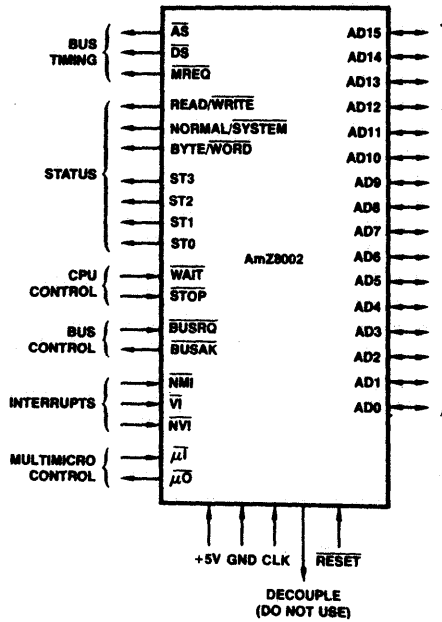 BUS
TIMING
AS
DS
MREQ
STATUS
READ/WRITE
NORMAL/SYSTEM
BYTE/WORD
ST3
ST2
ST1
ST0
CPU
CONTROL
WAIT
STOP
BUS
CONTROL
BUSRQ
BUSAK
INTERRUPTS
NMI
VI
NVI
MULTIMICRO
CONTROL
μI
μO
AmZ8002
AD15
AD14
AD13
AD12
AD11
AD10
AD9
AD8
AD7
AD6
AD5
AD4
AD3
AD2
AD1
AD0
+5V GND CLK RESET
DECOUPLE
(DO NOT USE)